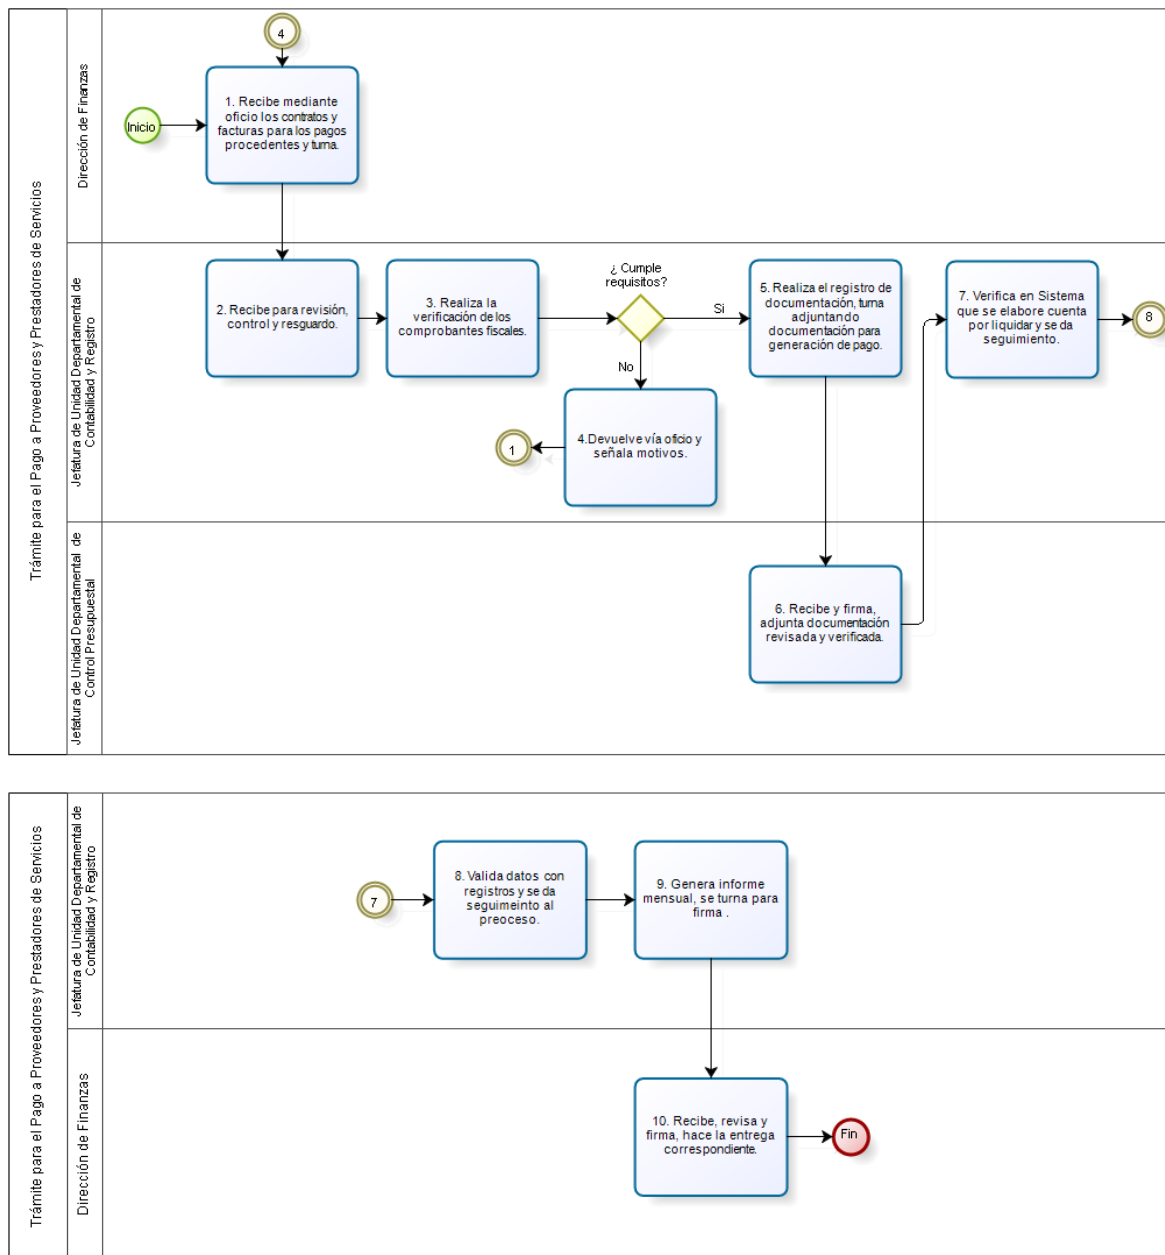 Trámite para el Pago a Proveedores y Prestadores de Servicios
Dirección de Finanzas
4
Inicio
1. Recibe mediante
oficio los contratos y
facturas para los pagos
procedentes y turna.
Jefatura de Unidad Departamental de
Contabilidad y Registro
2. Recibe para revisión,
control y resguardo.
3. Realiza la
verificación de los
comprobantes fiscales.
¿ Cumple
requisitos?
Si
No
5. Realiza el registro de
documentación, turna
adjuntando
documentación para
generación de pago.
7. Verifica en Sistema
que se elabore cuenta
por liquidar y se da
seguimiento.
8
1
4.Devuelve vía oficio y
señala motivos.
Jefatura de Unidad Departamental de
Control Presupuestal
6. Recibe y firma,
adjunta documentación
revisada y verificada.
Trámite para el Pago a Proveedores y Prestadores de Servicios
Jefatura de Unidad Departamental de
Contabilidad y Registro
7
8. Valida datos con
registros y se da
seguimeinto al
preoceso.
9. Genera informe
mensual, se turna para
firma .
Dirección de Finanzas
10. Recibe, revisa y
firma, hace la entrega
correspondiente.
Fin